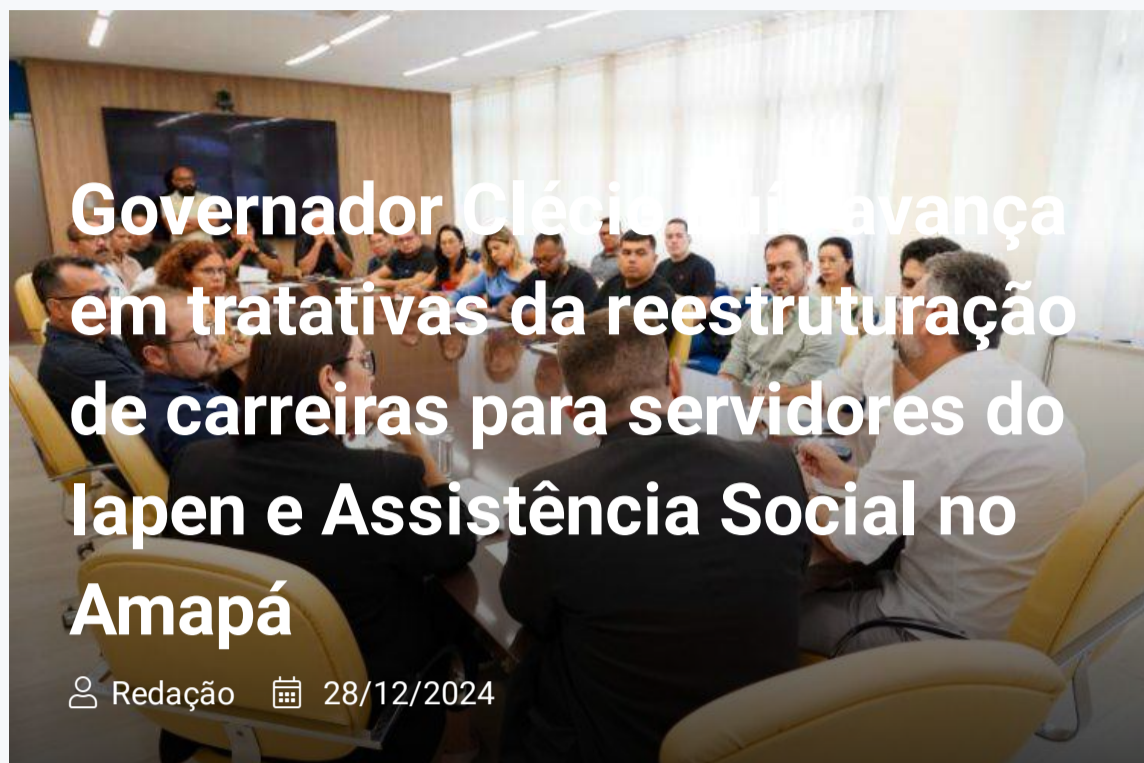 Governador Clécio Luís avança
em tratativas da reestruturação
de carreiras para servidores do
Iapen e Assistência Social no
Amapá
Redação 28/12/2024